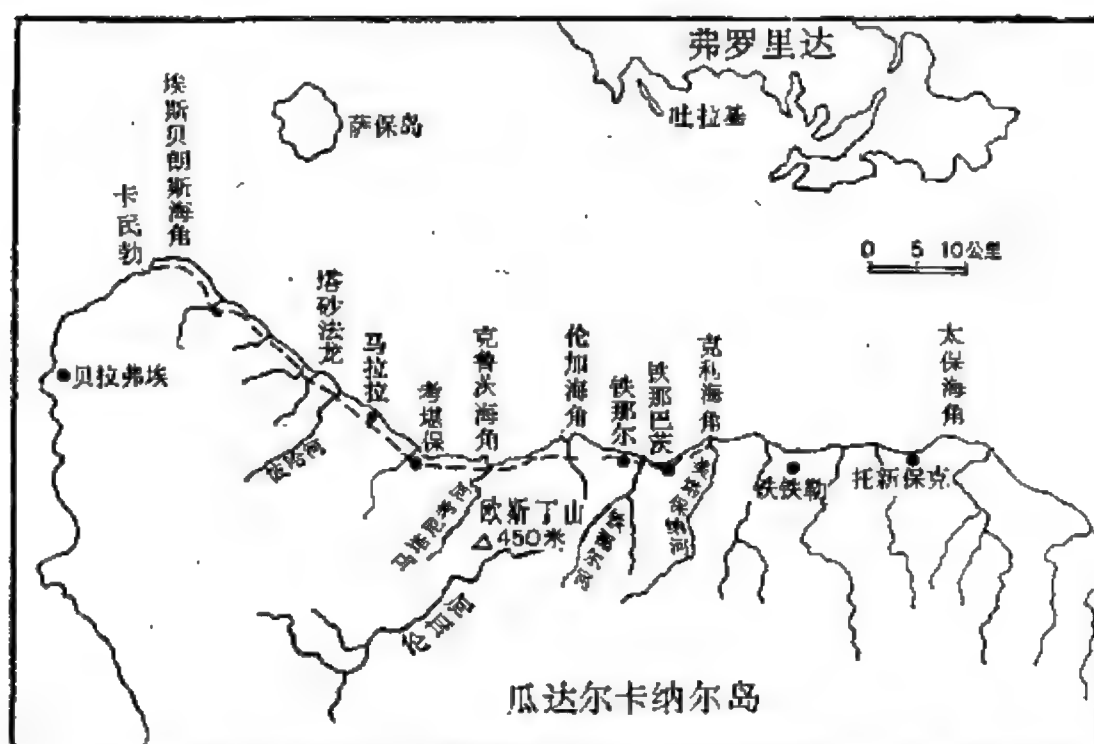 弗罗里达
吐拉基
萨保岛
埃斯贝朗斯海角
卡民勃
0 5 10公里
塔砂法龙
马拉拉
考堪保
克鲁次海角
伦加海角
铁那尔
铁那巴茨
克利海角
太保海角
贝拉弗埃
铁铁勒
托新保克
马塔尼考河
欧斯丁山
△450米
伦加河
瓜达尔卡纳尔岛